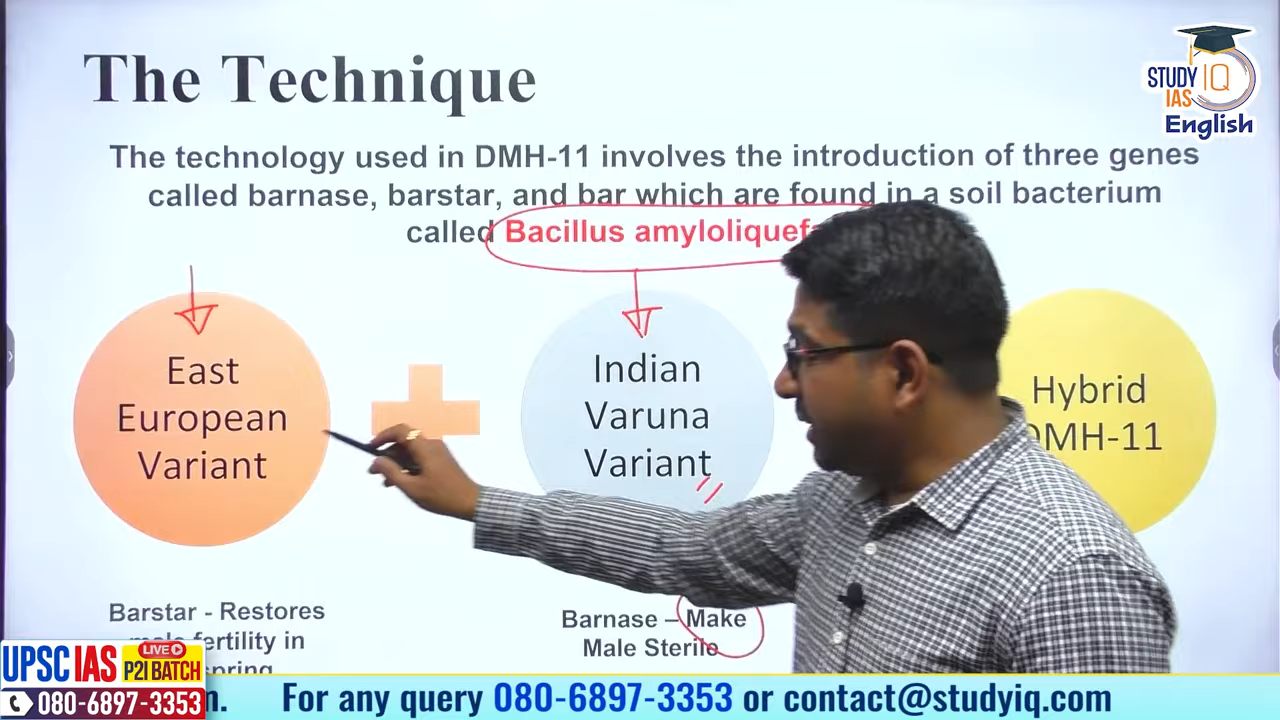 The Technique
STUDY IQ
IAS
English
The technology used in DMH-11 involves the introduction of three genes
called barnase, barstar, and bar which are found in a soil bacterium
called Bacillus
East
European
Variant
Indian
Varuna
Variant
Hybrid
DMH-11
Barstar - Restores
fertility in
Barnase – Make
Male Sterile
UPSC IAS LIVE P2I BATCH
080-6897-3353
For any query 080-6897-3353 or contact@studyiq.com